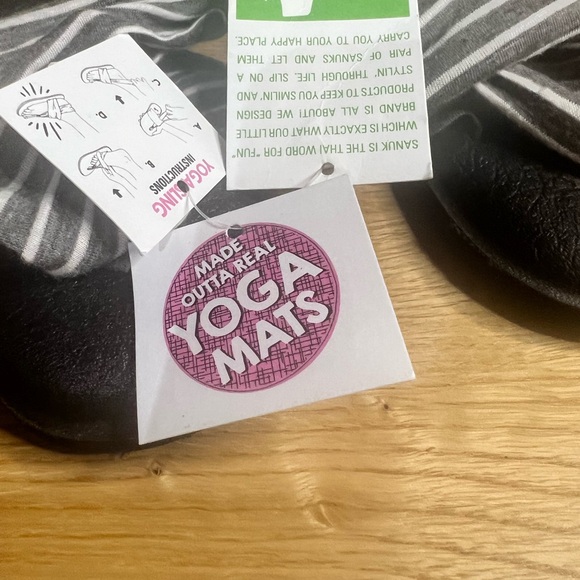 SANUK IS THE THAI WORD FOR "FUN"
WHICH IS EXACTLY WHAT OUR LITTLE
BRAND IS ALL ABOUT! WE DESIGN
PRODUCTS TO KEEP YOU SMILIN' AND
STYLIN' THROUGH LIFE. SLIP ON A
PAIR OF SANUKS AND LET THEM
CARRY YOU TO YOUR HAPPY PLACE.
YOGA SLING
INSTRUCTIONS
A.
B.
C.
D.
MADE
OUTTA REAL
YOGA
MATS